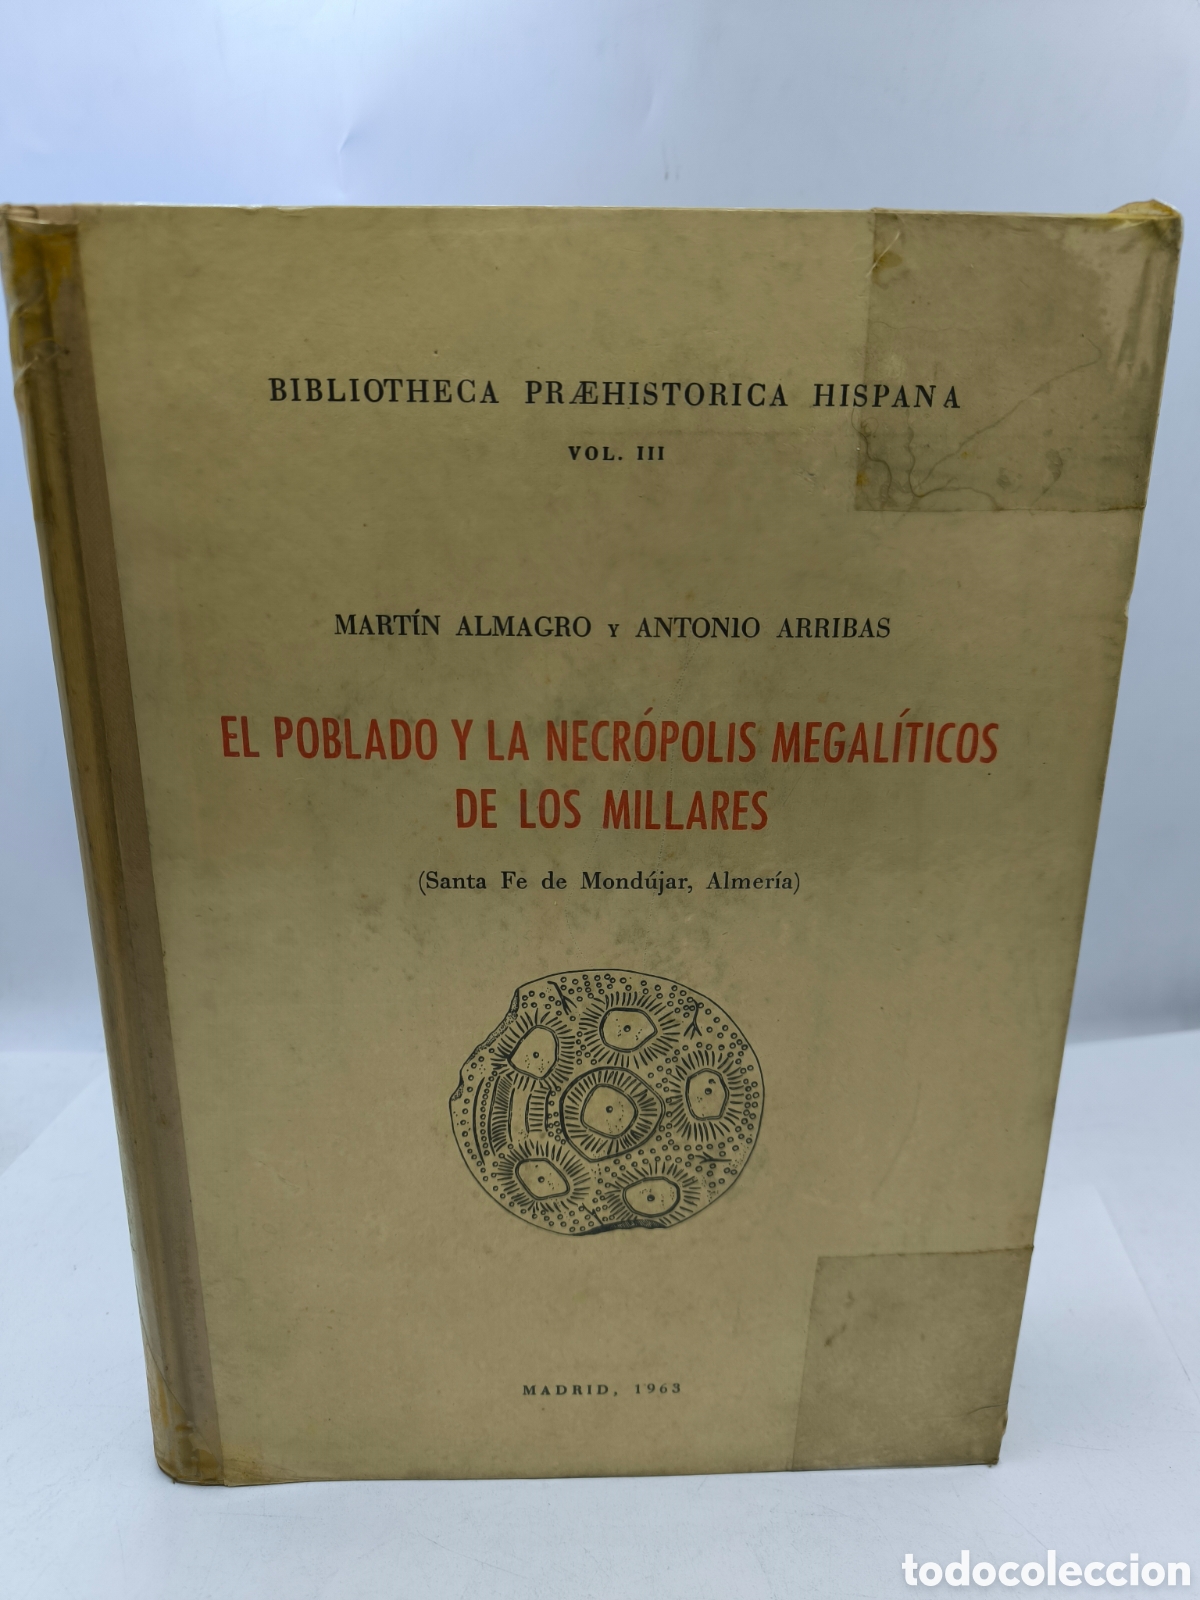 BIBLIOTHECA PRÆHISTORICA HISPANA
VOL. III
MARTÍN ALMAGRO Y ANTONIO ARRIBAS
EL POBLADO Y LA NECRÓPOLIS MEGALÍTICOS
DE LOS MILLARES
(Santa Fe de Mondújar, Almería)
MADRID, 1963
todocoleccion